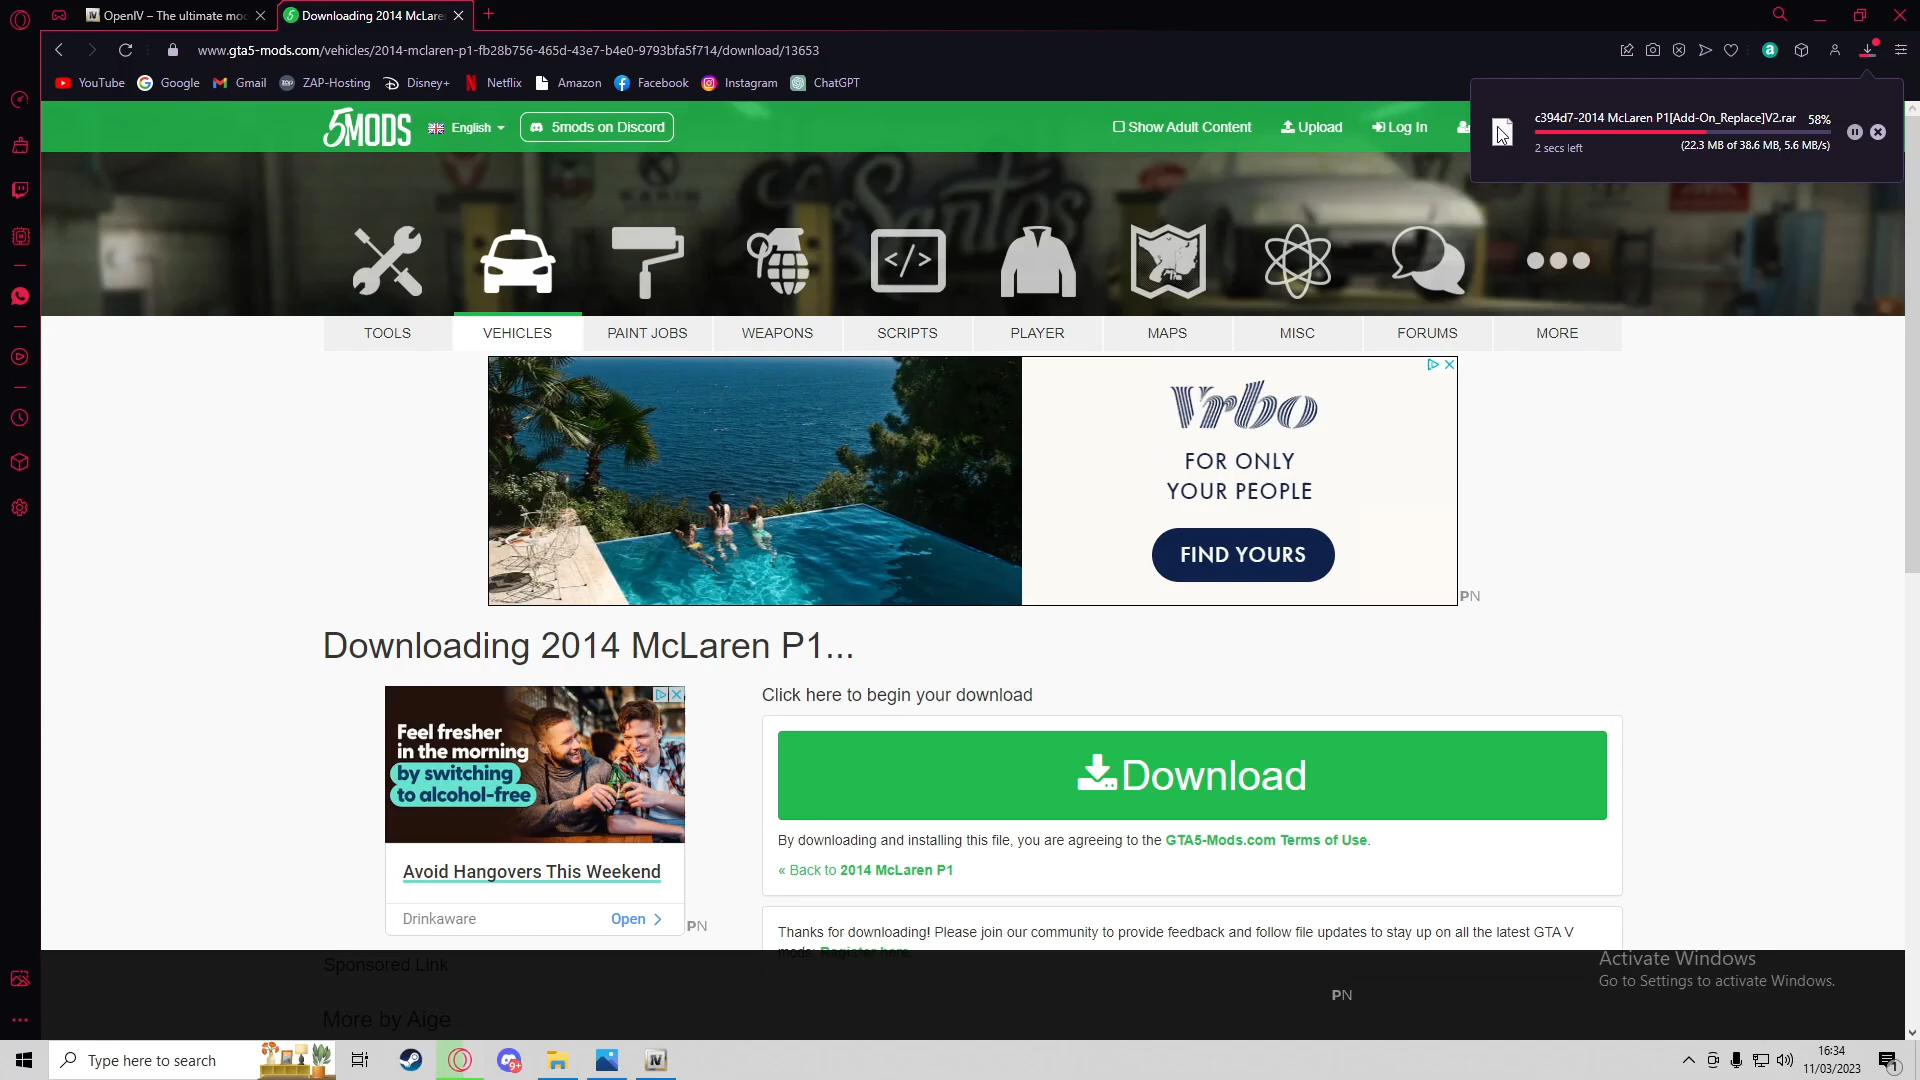 OpenIV – The ultimate mo
Downloading 2014 McLare
www.gta5-mods.com/vehicles/2014-mclaren-p1-fb28b756-465d-43e7-b4e0-9793bfa5f714/download/13653
YouTube
Google
Gmail
ZAP-Hosting
Disney+
Netflix
Amazon
Facebook
Instagram
ChatGPT
c394d7-2014 McLaren P1[Add-On_Replace]V2.rar 58%
2 secs left (22.3 MB of 38.6 MB, 5.6 MB/s)
5MODS
English
5mods on Discord
Show Adult Content
Upload
Log In
Los Santos
TOOLS
VEHICLES
PAINT JOBS
WEAPONS
SCRIPTS
PLAYER
MAPS
MISC
FORUMS
MORE
Vrbo
FOR ONLY
YOUR PEOPLE
FIND YOURS
PN
Downloading 2014 McLaren P1...
Feel fresher
in the morning
by switching
to alcohol-free
Avoid Hangovers This Weekend
Drinkaware
Open
PN
Click here to begin your download
Download
By downloading and installing this file, you are agreeing to the GTA5-Mods.com Terms of Use.
« Back to 2014 McLaren P1
Thanks for downloading! Please join our community to provide feedback and follow file updates to stay up on all the latest GTA V
mods: Register here.
Sponsored Link
PN
More by Aige
Activate Windows
Go to Settings to activate Windows.
Type here to search
9+
16:34
11/03/2023
1